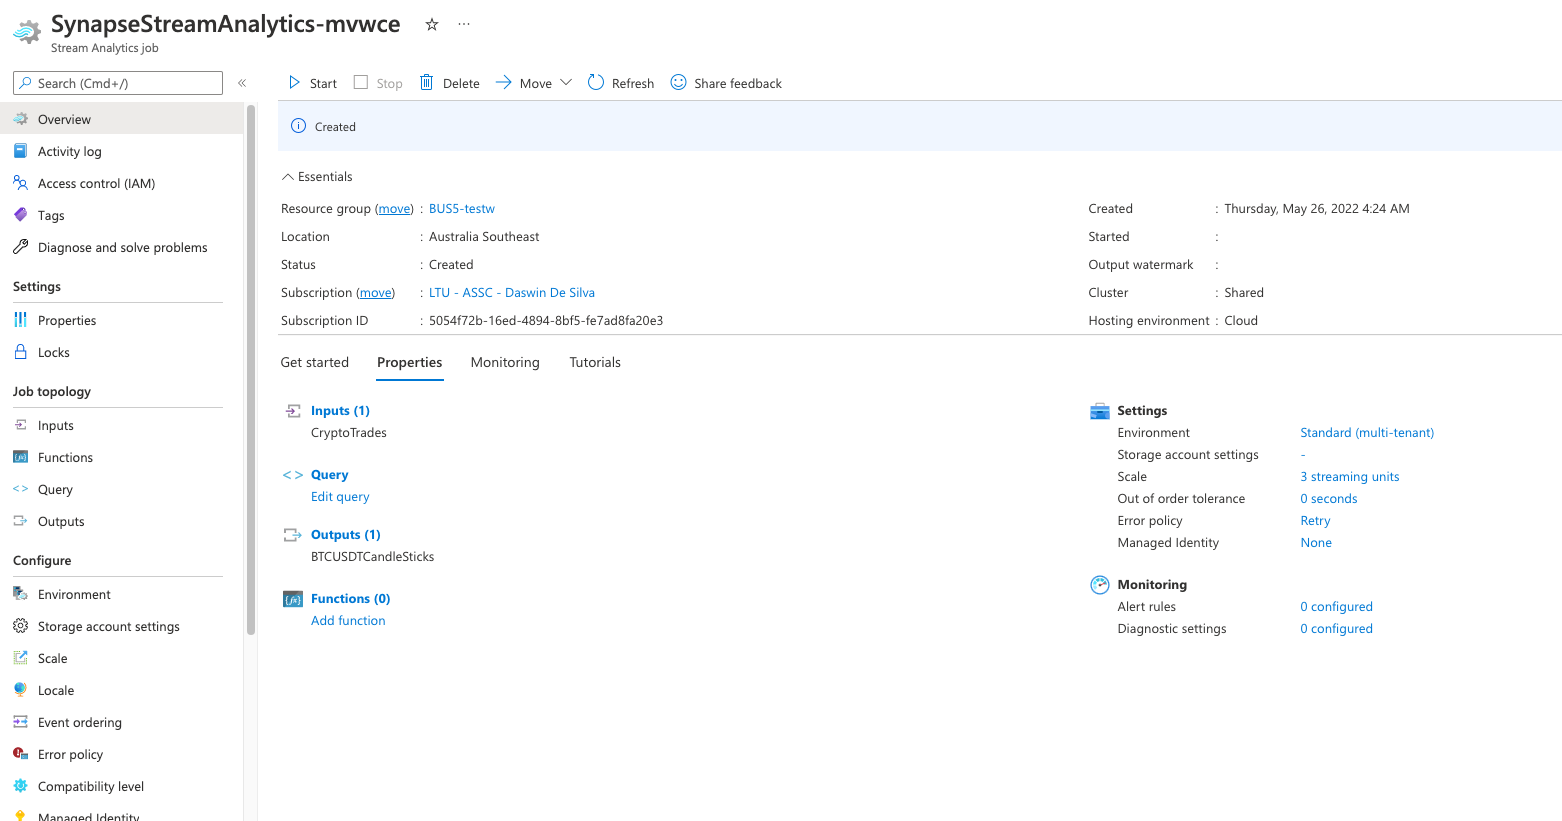 SynapseStreamAnalytics-mvwce
Stream Analytics job
Search (Cmd+/)
Overview
Activity log
Access control (IAM)
Tags
Diagnose and solve problems
Settings
Properties
Locks
Job topology
Inputs
Functions
Query
Outputs
Configure
Environment
Storage account settings
Scale
Locale
Event ordering
Error policy
Compatibility level
Managed Identity
Start Stop Delete Move Refresh Share feedback
Created
Essentials
Resource group (move) : BUS5-testw
Location : Australia Southeast
Status : Created
Subscription (move) : LTU - ASSC - Daswin De Silva
Subscription ID : 5054f72b-16ed-4894-8bf5-fe7ad8fa20e3
Created : Thursday, May 26, 2022 4:24 AM
Started :
Output watermark :
Cluster : Shared
Hosting environment : Cloud
Get started Properties Monitoring Tutorials
Inputs (1)
CryptoTrades
Query
Edit query
Outputs (1)
BTCUSDTCandleSticks
Functions (0)
Add function
Settings
Environment Standard (multi-tenant)
Storage account settings -
Scale 3 streaming units
Out of order tolerance 0 seconds
Error policy Retry
Managed Identity None
Monitoring
Alert rules 0 configured
Diagnostic settings 0 configured